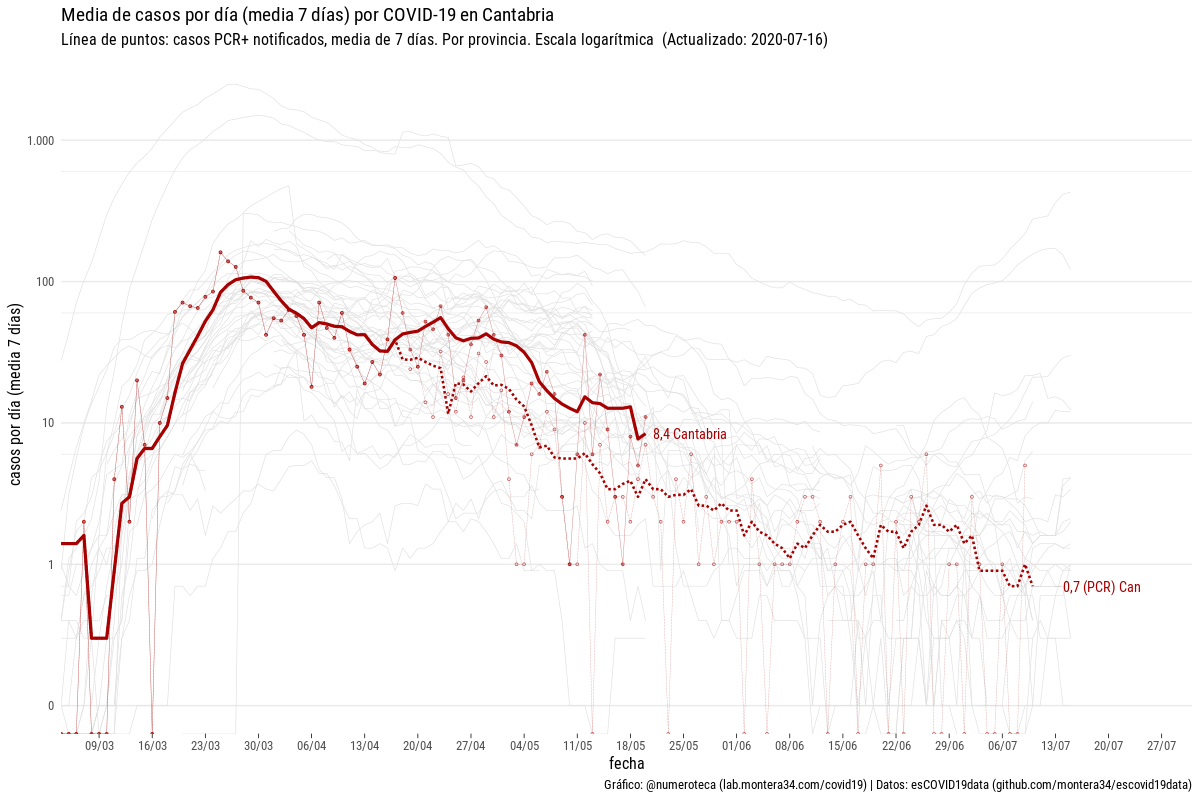 Media de casos por día (media 7 días) por COVID-19 en Cantabria
Línea de puntos: casos PCR+ notificados, media de 7 días. Por provincia. Escala logarítmica (Actualizado: 2020-07-16)
casos por día (media 7 días)
1.000
100
10
1
0
8,4 Cantabria
0,7 (PCR) Can
09/03 16/03 23/03 30/03 06/04 13/04 20/04 27/04 04/05 11/05 18/05 25/05 01/06 08/06 15/06 22/06 29/06 06/07 13/07 20/07 27/07
fecha
Gráfico: @numeroteca (lab.montera34.com/covid19) | Datos: esCOVID19data (github.com/montera34/escovid19data)